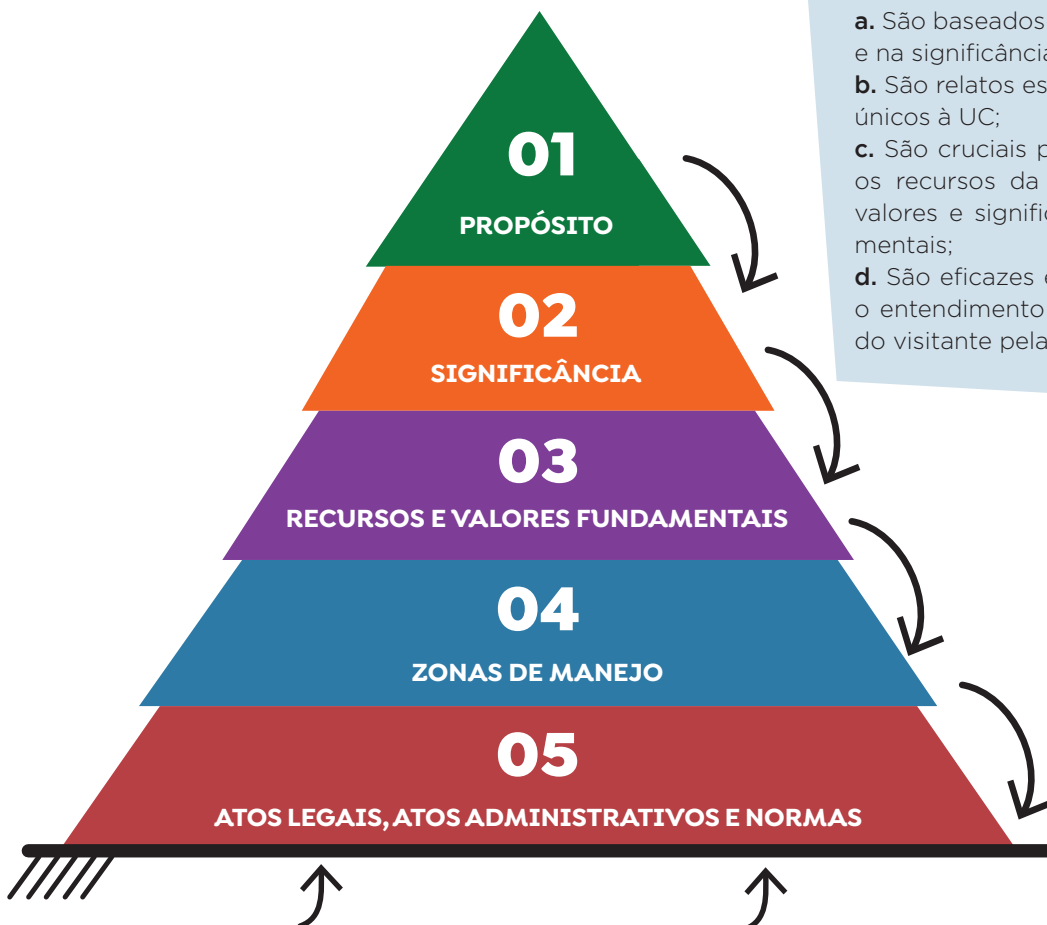 01
PROPÓSITO
02
SIGNIFICÂNCIA
03
RECURSOS E VALORES FUNDAMENTAIS
04
ZONAS DE MANEJO
05
ATOS LEGAIS, ATOS ADMINISTRATIVOS E NORMAS
a. São baseados
e na significância
b. São relatos es
únicos à UC;
c. São cruciais p
os recursos da
valores e signifi
mentais;
d. São eficazes e
o entendimento
do visitante pela